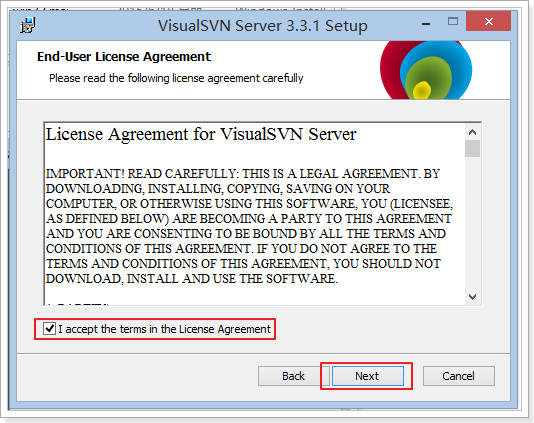 VisualSVN Server 3.3.1 Setup
End-User License Agreement
Please read the following license agreement carefully
License Agreement for VisualSVN Server
IMPORTANT! READ CAREFULLY: THIS IS A LEGAL AGREEMENT. BY
DOWNLOADING, INSTALLING, COPYING, SAVING ON YOUR
COMPUTER, OR OTHERWISE USING THIS SOFTWARE, YOU (LICENSEE,
AS DEFINED BELOW) ARE BECOMING A PARTY TO THIS AGREEMENT
AND YOU ARE CONSENTING TO BE BOUND BY ALL THE TERMS AND
CONDITIONS OF THIS AGREEMENT. IF YOU DO NOT AGREE TO THE
TERMS AND CONDITIONS OF THIS AGREEMENT, YOU SHOULD NOT
DOWNLOAD, INSTALL AND USE THE SOFTWARE.
I accept the terms in the License Agreement
Back Next Cancel